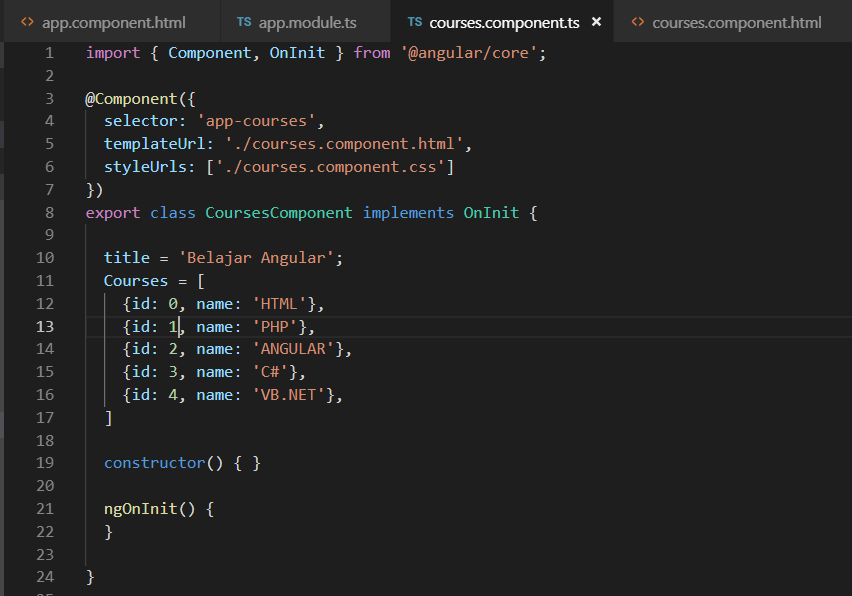 app.component.html TS app.module.ts TS courses.component.ts × courses.component.html
1 import { Component, OnInit } from '@angular/core';
2
3 @Component({
4 selector: 'app-courses',
5 templateUrl: './courses.component.html',
6 styleUrls: ['./courses.component.css']
7 })
8 export class CoursesComponent implements OnInit {
9
10 title = 'Belajar Angular';
11 Courses = [
12 {id: 0, name: 'HTML'},
13 {id: 1, name: 'PHP'},
14 {id: 2, name: 'ANGULAR'},
15 {id: 3, name: 'C#'},
16 {id: 4, name: 'VB.NET'},
17 ]
18
19 constructor() { }
20
21 ngOnInit() {
22 }
23
24 }